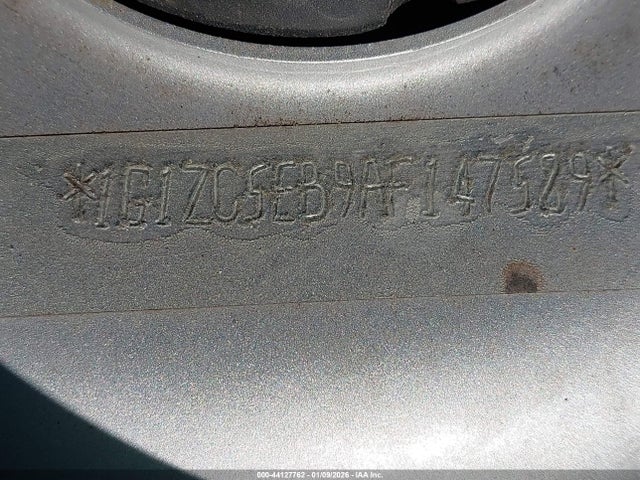 *1G1ZC5EB9AF147529*
000-44127762 - 01/09/2026 - IAA Inc.